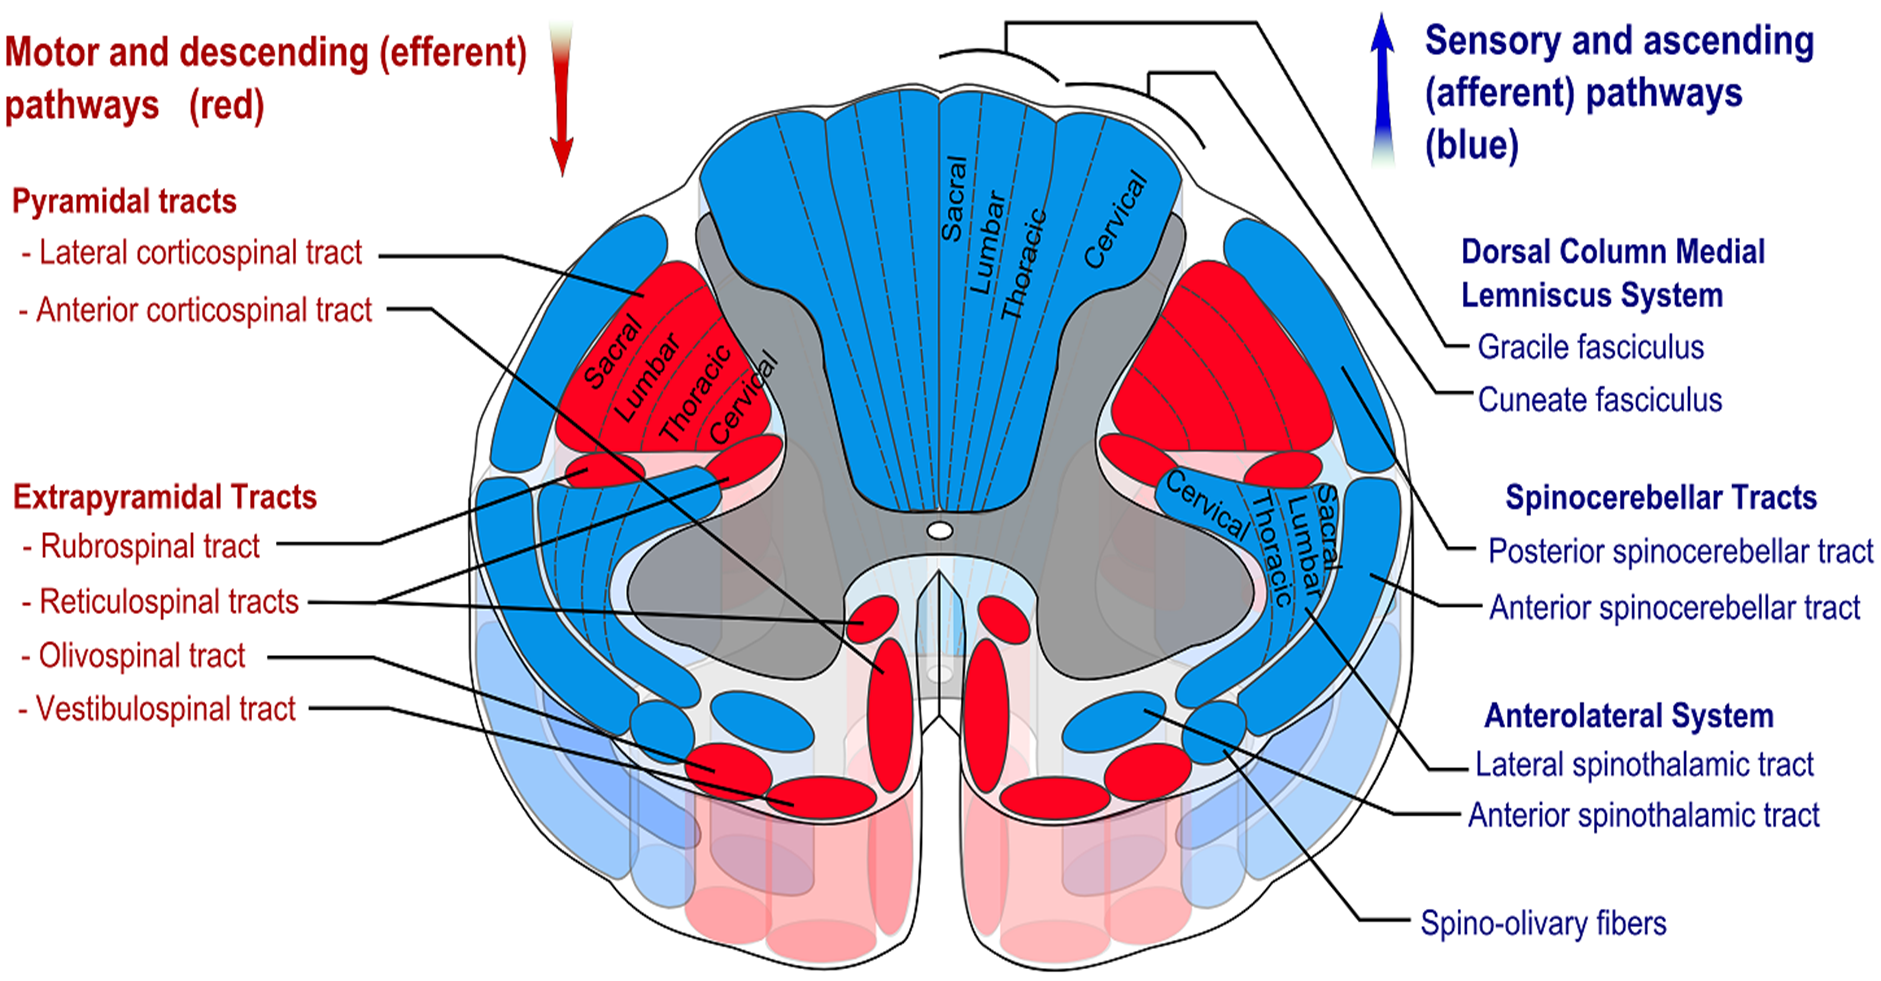 Motor and descending (efferent)
pathways (red)
Pyramidal tracts
- Lateral corticospinal tract
- Anterior corticospinal tract
Extrapyramidal Tracts
- Rubrospinal tract
- Reticulospinal tracts
- Olivospinal tract
- Vestibulospinal tract
Sacral
Lumbar
Thoracic
Cervical
Sacral
Lumbar
Thoracic
Cervical
Cervical
Thoracic
Lumbar
Sacral
Sensory and ascending
(afferent) pathways
(blue)
Dorsal Column Medial
Lemniscus System
Gracile fasciculus
Cuneate fasciculus
Spinocerebellar Tracts
Posterior spinocerebellar tract
Anterior spinocerebellar tract
Anterolateral System
Lateral spinothalamic tract
Anterior spinothalamic tract
Spino-olivary fibers